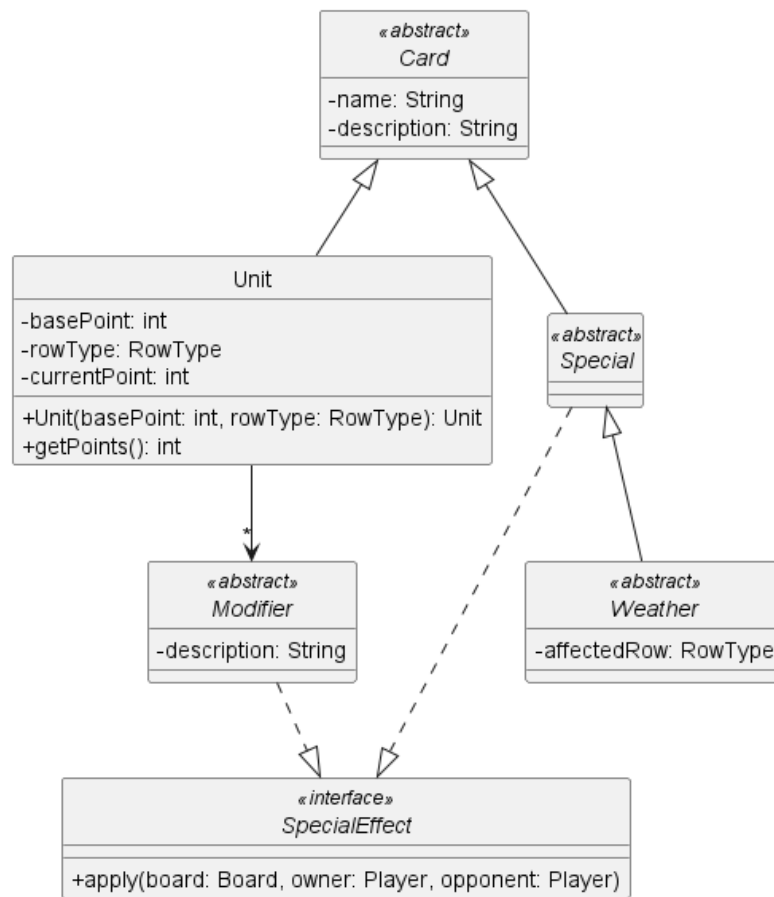 «abstract»
Card
-name: String
-description: String
Unit
-basePoint: int
-rowType: RowType
-currentPoint: int
+Unit(basePoint: int, rowType: RowType): Unit
+getPoints(): int
«abstract»
Special
*
«abstract»
Modifier
-description: String
«abstract»
Weather
-affectedRow: RowType
«interface»
SpecialEffect
+apply(board: Board, owner: Player, opponent: Player)